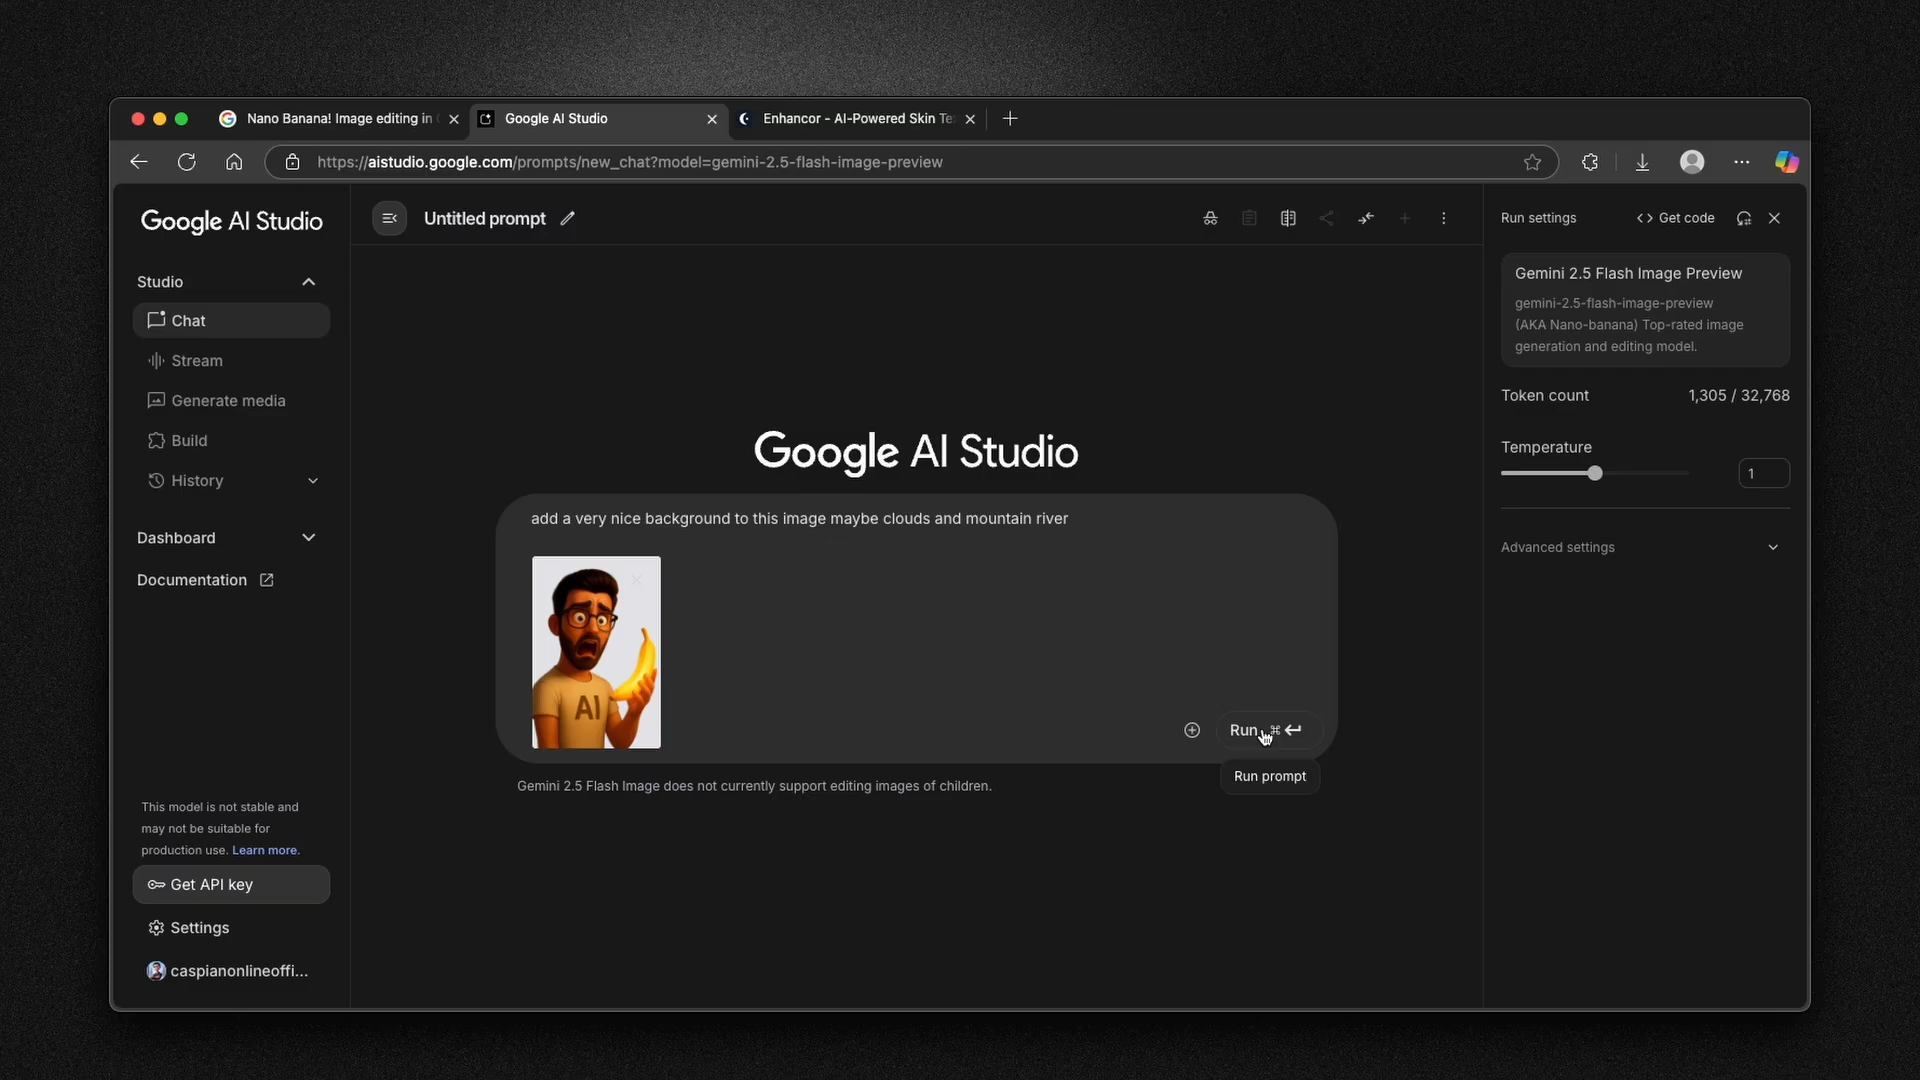 Nano Banana! Image editing in
Google AI Studio
Enhancor - AI-Powered Skin Te
https://aistudio.google.com/prompts/new_chat?model=gemini-2.5-flash-image-preview
Google AI Studio
Studio
Chat
Stream
Generate media
Build
History
Dashboard
Documentation
This model is not stable and
may not be suitable for
production use. Learn more.
Get API key
Settings
caspianonlineoffi...
Untitled prompt
Google AI Studio
add a very nice background to this image maybe clouds and mountain river
AI
Run ⌘
Run prompt
Gemini 2.5 Flash Image does not currently support editing images of children.
Run settings
<> Get code
Gemini 2.5 Flash Image Preview
gemini-2.5-flash-image-preview
(AKA Nano-banana) Top-rated image
generation and editing model.
Token count 1,305 / 32,768
Temperature
1
Advanced settings